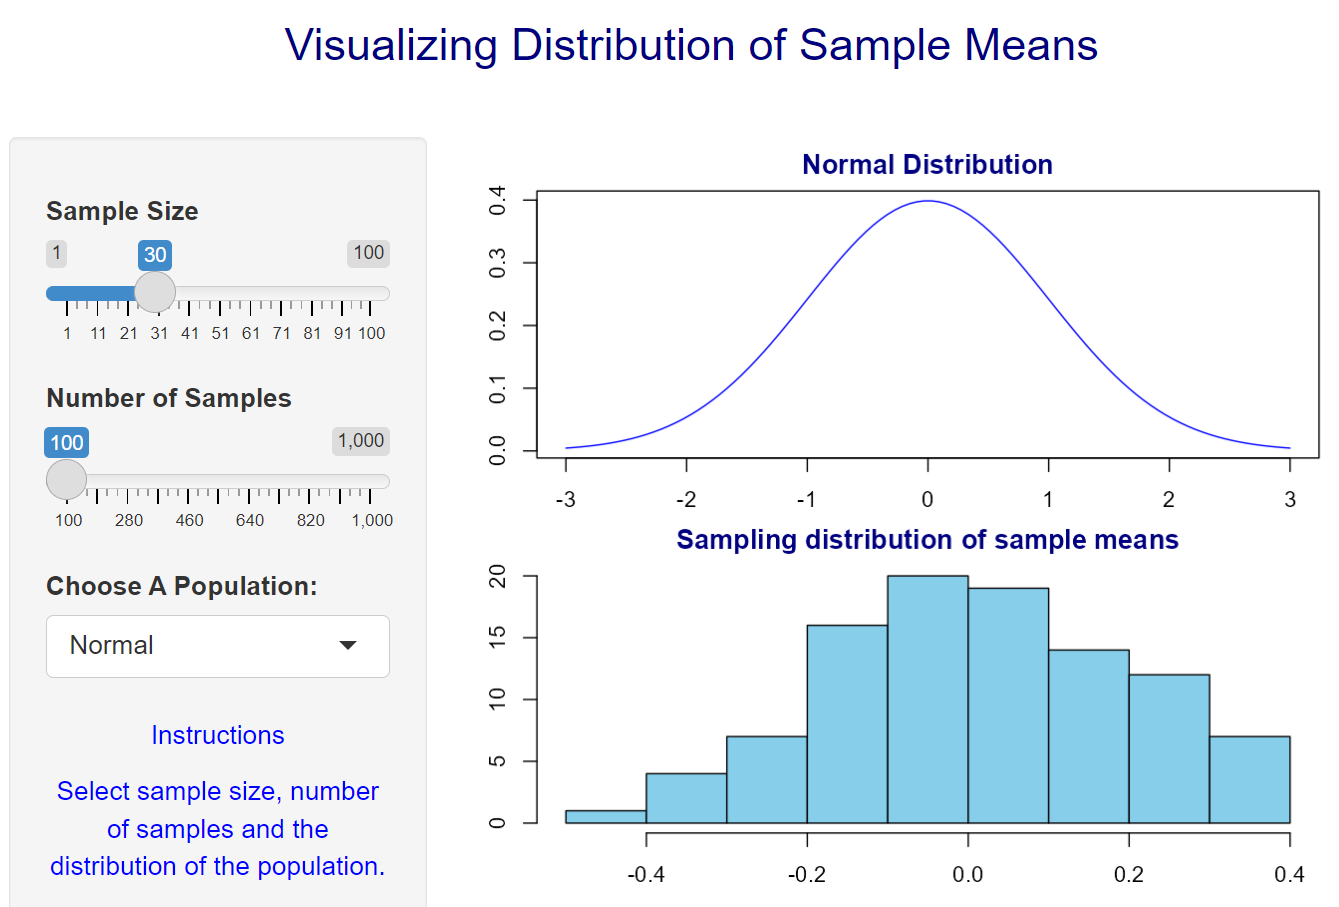 Visualizing Distribution of Sample Means
Sample Size
1 30 100
1 11 21 31 41 51 61 71 81 91 100
Number of Samples
100 1,000
100 280 460 640 820 1,000
Choose A Population:
Normal
Instructions
Select sample size, number
of samples and the
distribution of the population.
Normal Distribution
0.4
0.3
0.2
0.1
0.0
-3 -2 -1 0 1 2 3
Sampling distribution of sample means
20
15
10
5
0
-0.4 -0.2 0.0 0.2 0.4